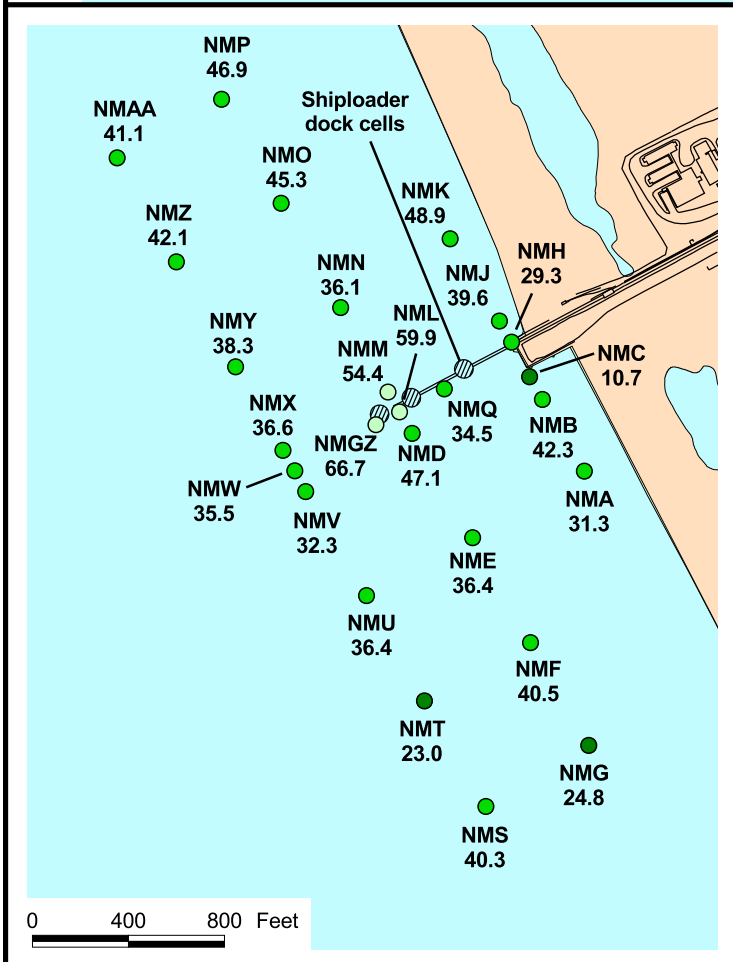 NMP
46.9
NMAA
41.1
Shiploader
dock cells
NMO
45.3
NMK
48.9
NMZ
42.1
NMH
29.3
NMN
36.1
NMJ
39.6
NML
59.9
NMY
38.3
NMM
54.4
NMC
10.7
NMX
36.6
NMQ
34.5
NMB
42.3
NMGZ
66.7
NMD
47.1
NMA
31.3
NMW
35.5
NMV
32.3
NME
36.4
NMU
36.4
NMF
40.5
NMT
23.0
NMG
24.8
NMS
40.3
0 400 800 Feet